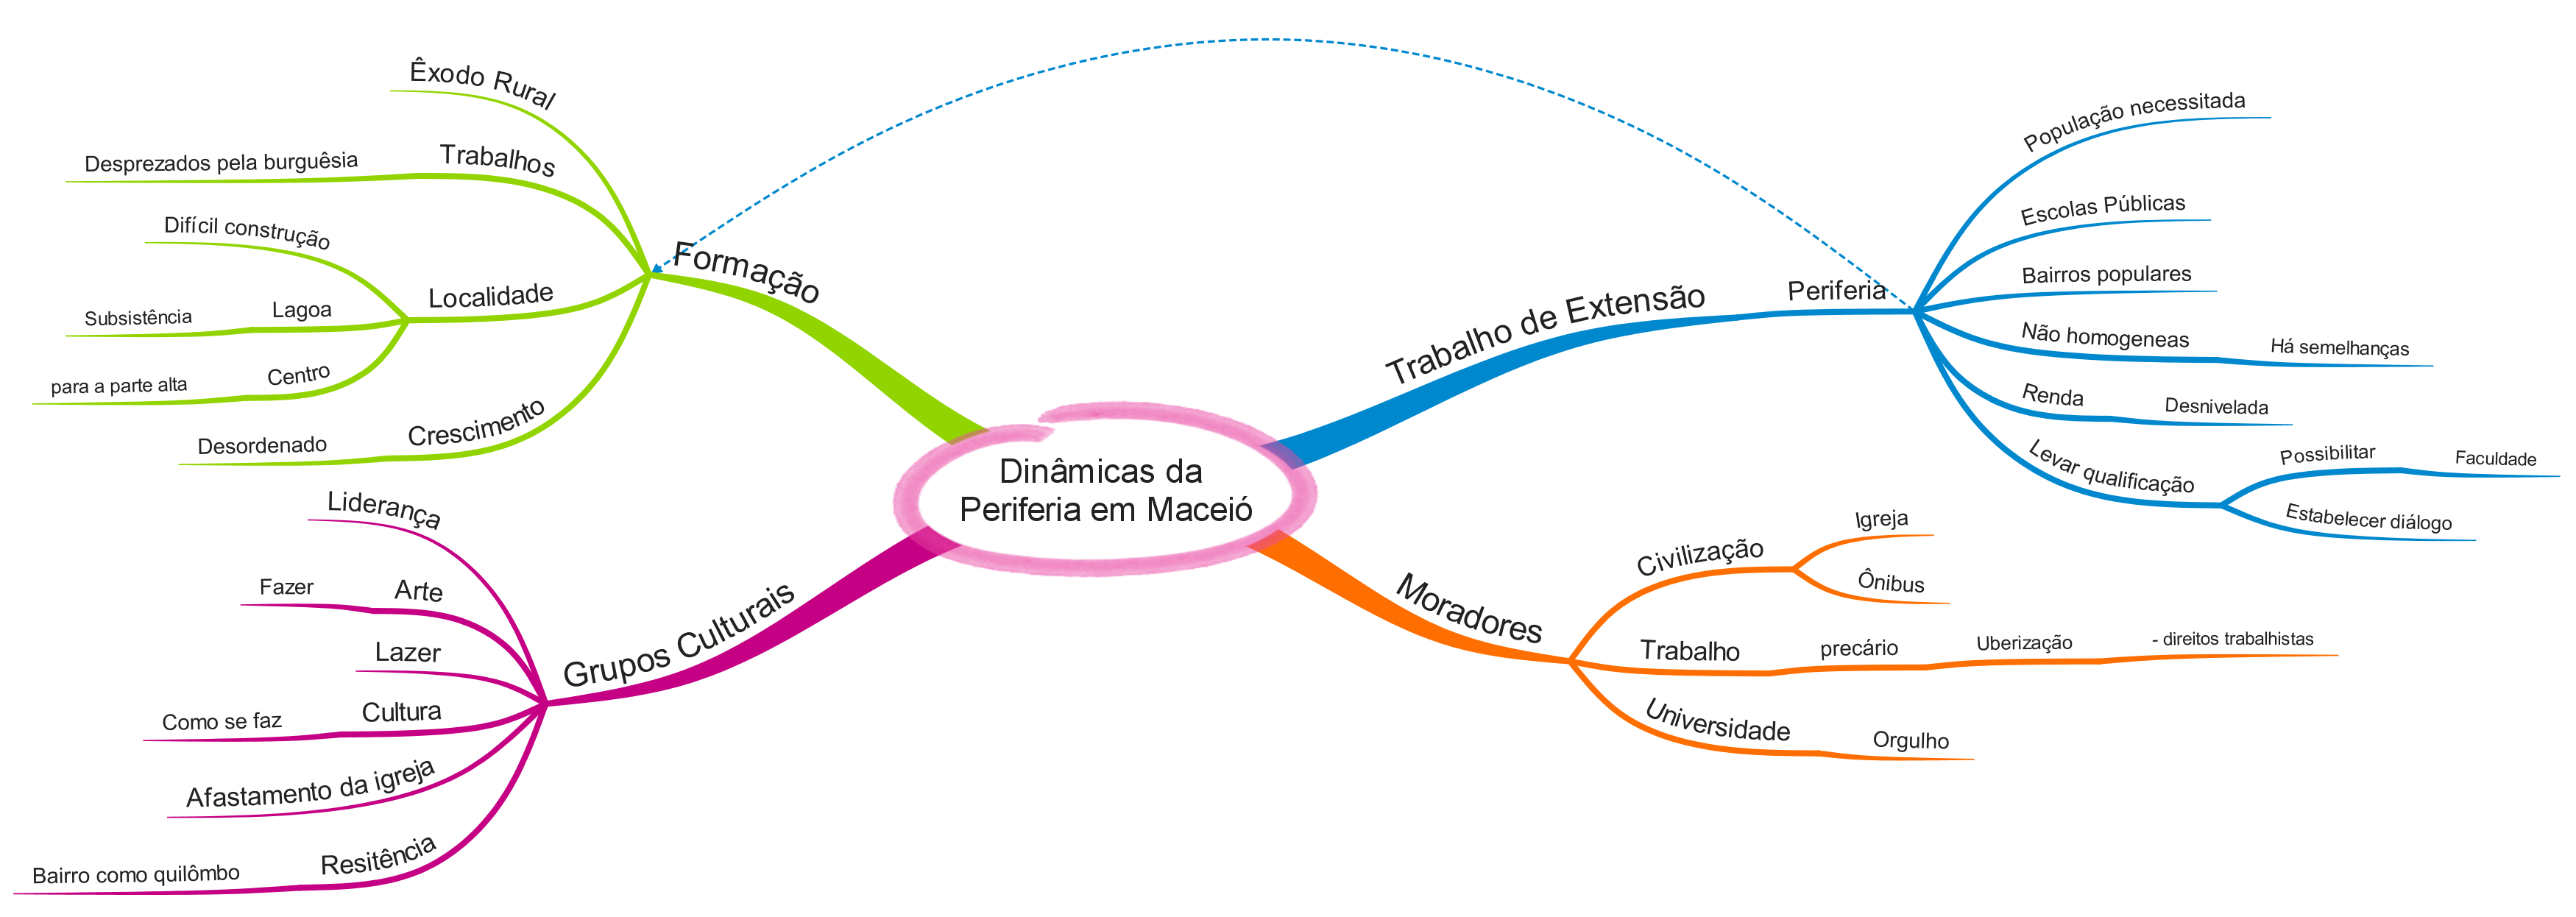 Dinâmicas da
Periferia em Maceió
Formação
Êxodo Rural
Trabalhos
Desprezados pela burguêsia
Localidade
Difícil construção
Lagoa
Subsistência
Centro
para a parte alta
Crescimento
Desordenado
Trabalho de Extensão
Periferia
População necessitada
Escolas Públicas
Bairros populares
Não homogeneas
Há semelhanças
Renda
Desnivelada
Levar qualificação
Possibilitar
Faculdade
Estabelecer diálogo
Grupos Culturais
Liderança
Arte
Fazer
Lazer
Cultura
Como se faz
Afastamento da igreja
Resitência
Bairro como quilômbo
Moradores
Civilização
Igreja
Ônibus
Trabalho
precário
Uberização
- direitos trabalhistas
Universidade
Orgulho